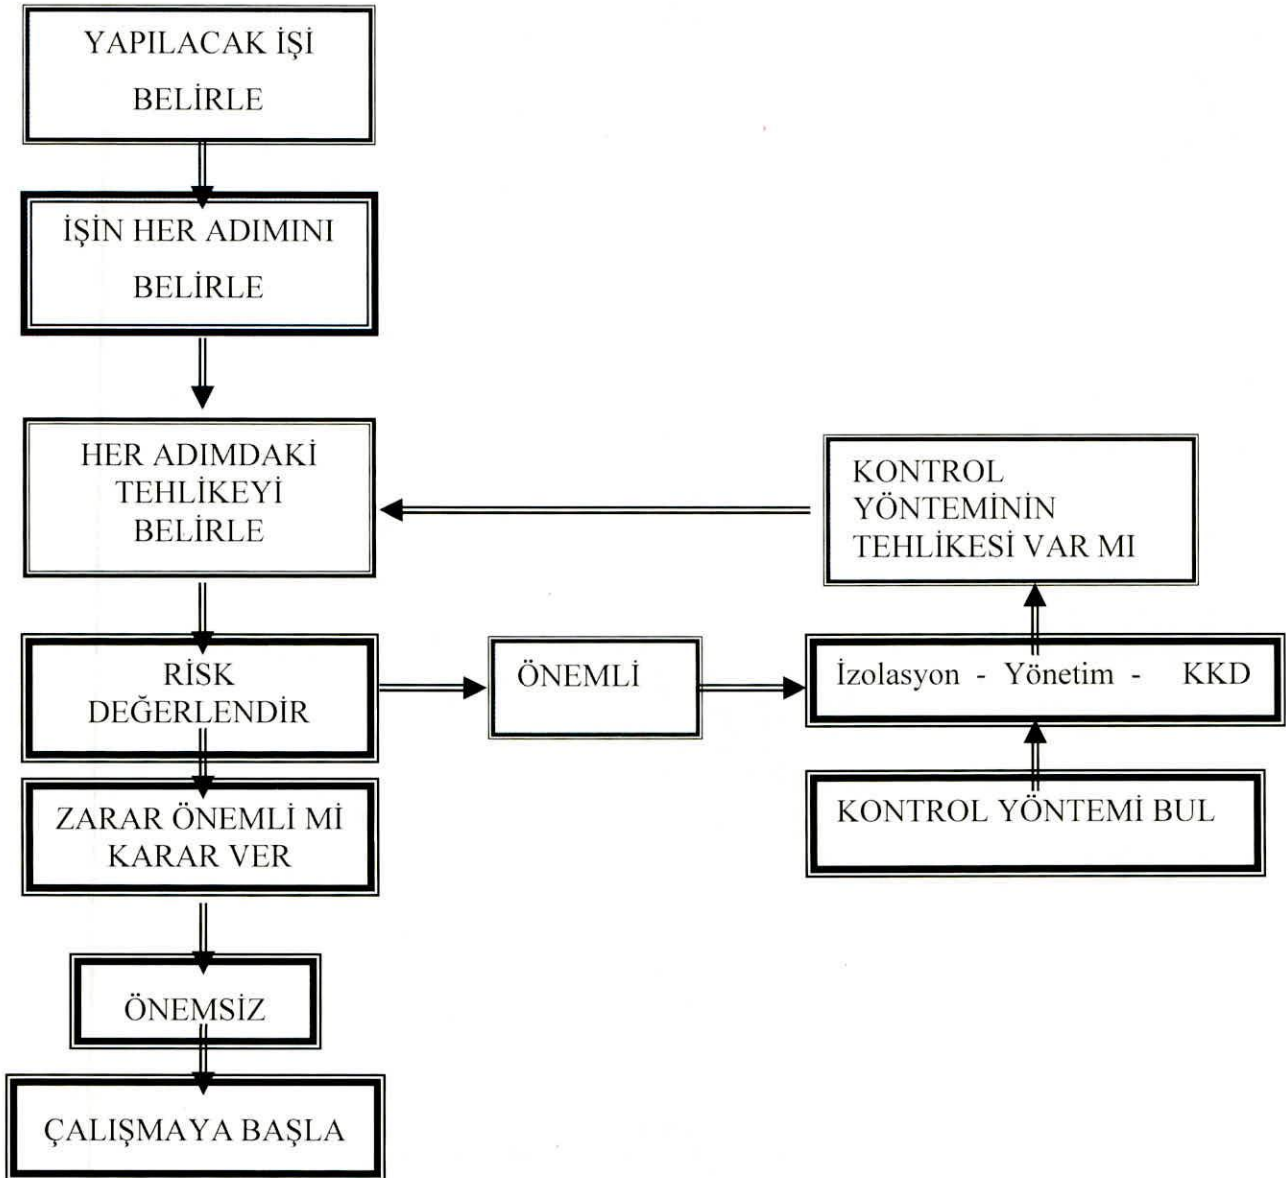 YAPILACAK İŞİ
BELİRLE
İŞİN HER ADIMINI
BELİRLE
HER ADIMDAKİ
TEHLİKEYİ
BELİRLE
KONTROL
YÖNTEMİNİN
TEHLİKESİ VAR MI
RİSK
DEĞERLENDİR
ÖNEMLİ
İzolasyon - Yönetim - KKD
ZARAR ÖNEMLİ Mİ
KARAR VER
KONTROL YÖNTEMİ BUL
ÖNEMSİZ
ÇALIŞMAYA BAŞLA